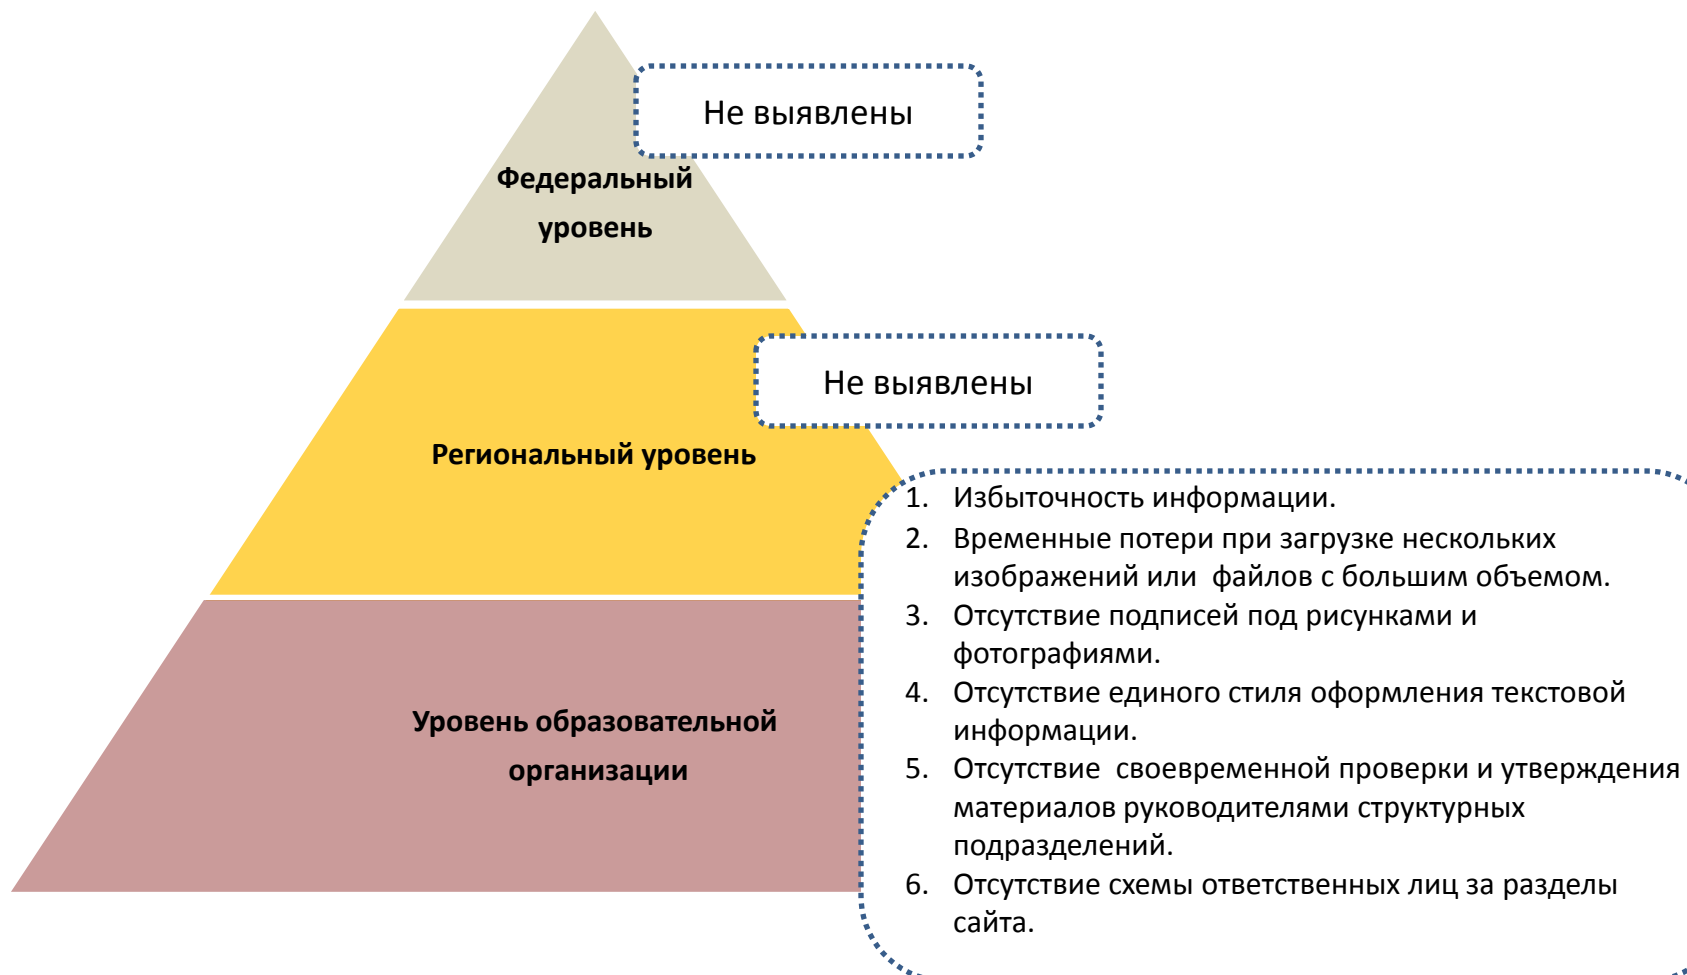 Не выявлены
Федеральный
уровень
Не выявлены
Региональный уровень
1. Избыточность информации.
2. Временные потери при загрузке нескольких
изображений или файлов с большим объемом.
3. Отсутствие подписей под рисунками и
фотографиями.
4. Отсутствие единого стиля оформления текстовой
информации.
5. Отсутствие своевременной проверки и утверждения
материалов руководителями структурных
подразделений.
6. Отсутствие схемы ответственных лиц за разделы
сайта.
Уровень образовательной
организации